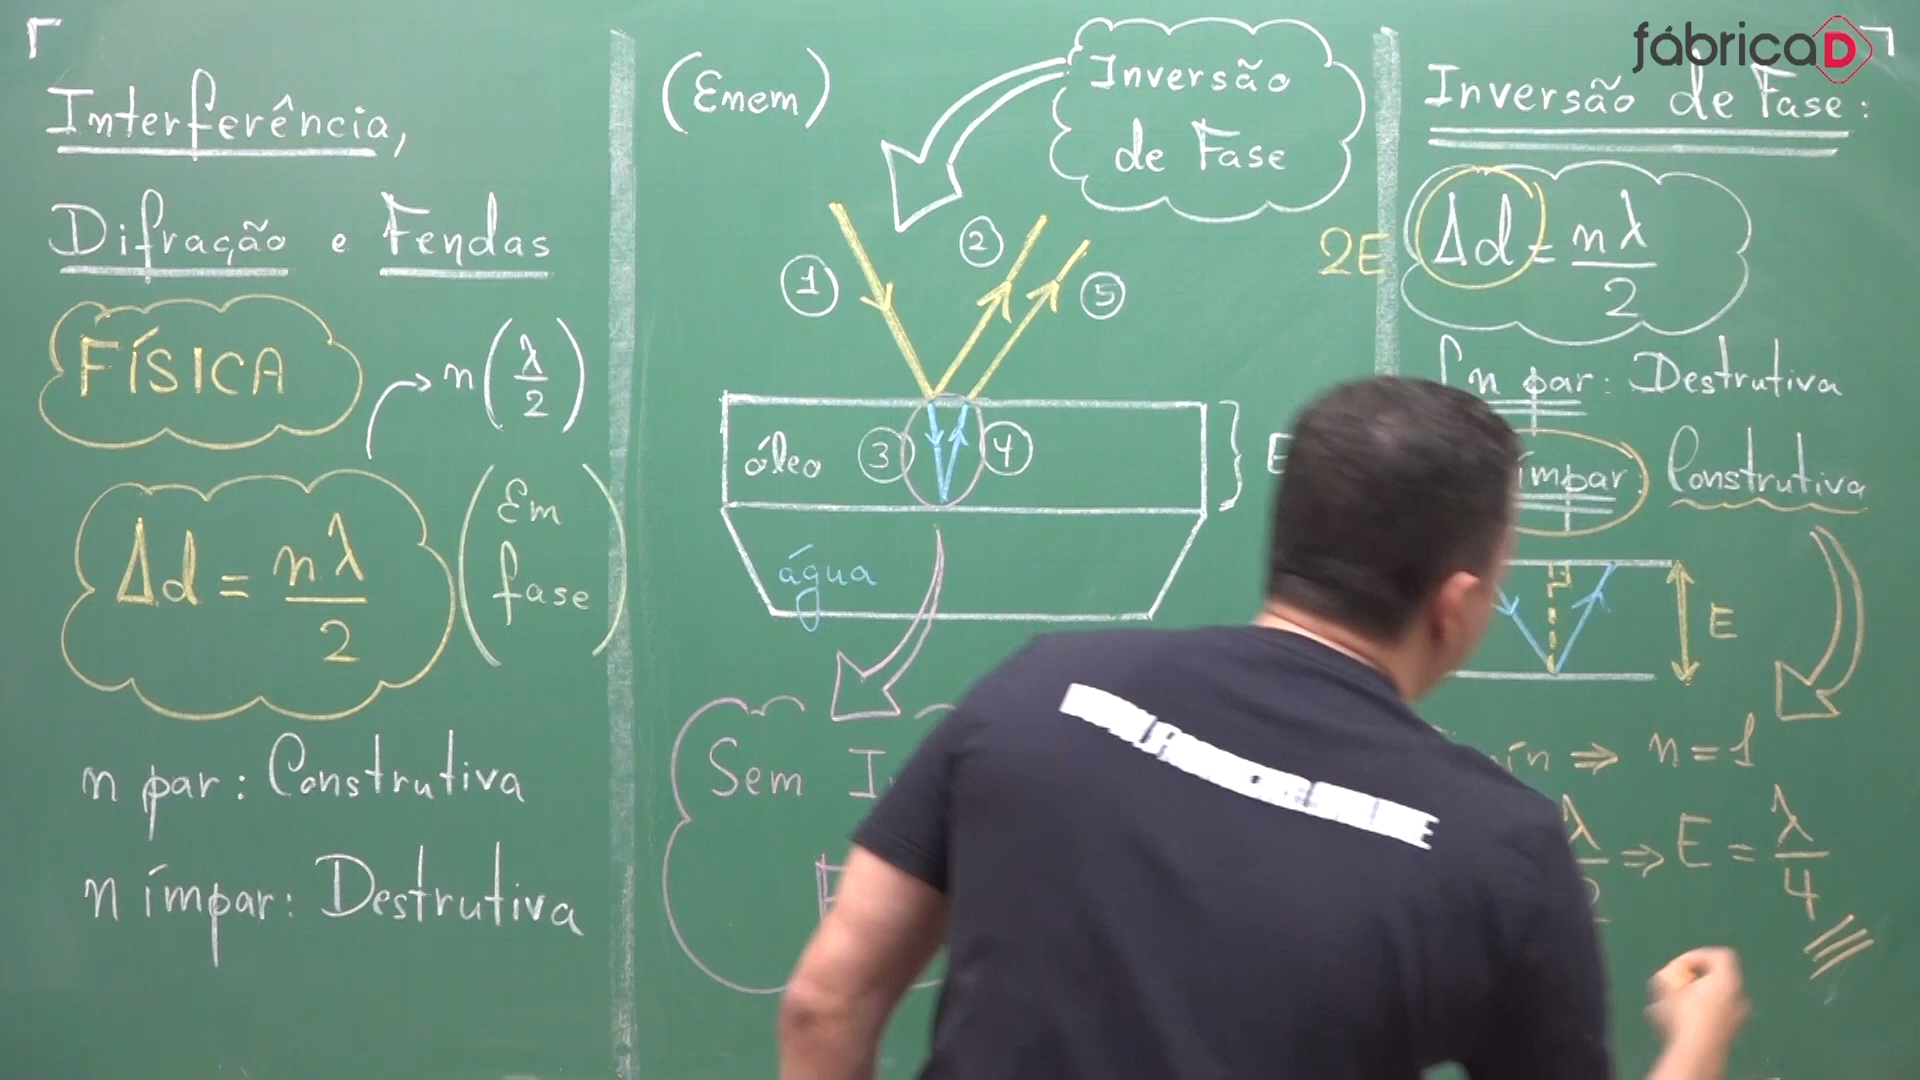 fábricaD
Interferência,
Difração e Fendas
FÍSICA
n(λ/2)
Δd = nλ/2
(Em
fase)
n par: Construtiva
n ímpar: Destrutiva
(Enem)
Inversão
de Fase
1
2
5
óleo
3
4
E
água
Sem
Inversão de Fase:
2E
Δd = nλ/2
n par: Destrutiva
ímpar: Construtiva
E
mín ⇒ n=1
λ/2 ⇒ E = λ/4